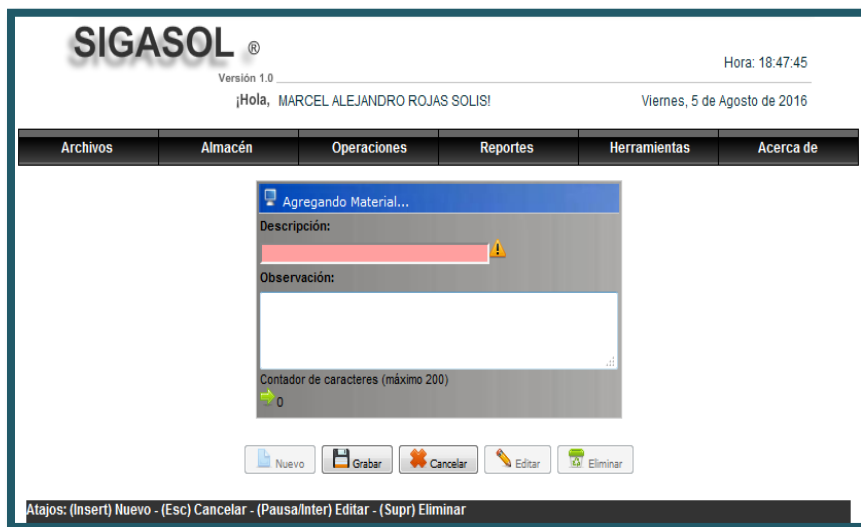 SIGASOL ®
Hora: 18:47:45
Versión 1.0
¡Hola, MARCEL ALEJANDRO ROJAS SOLIS!
Viernes, 5 de Agosto de 2016
Archivos Almacén Operaciones Reportes Herramientas Acerca de
Agregando Material...
Descripción:
Observación:
Contador de caracteres (máximo 200)
0
Nuevo Grabar Cancelar Editar Eliminar
Atajos: (Insert) Nuevo - (Esc) Cancelar - (Pausa/Inter) Editar - (Supr) Eliminar